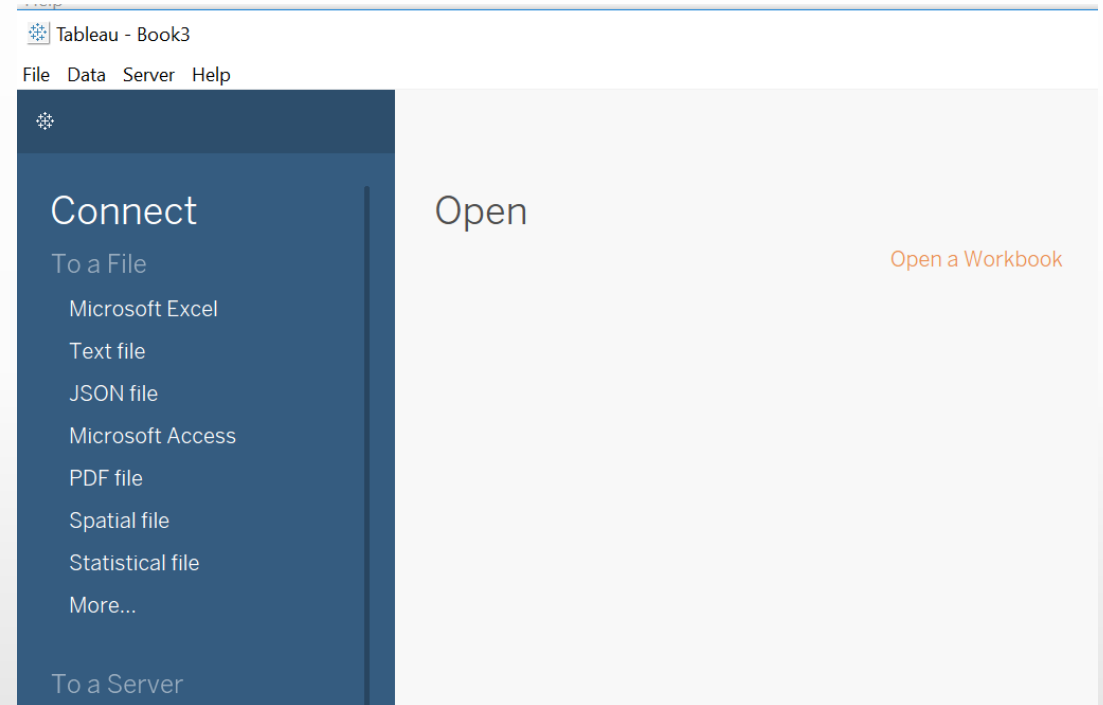 Help
Tableau - Book3
File Data Server Help
Connect
To a File
Microsoft Excel
Text file
JSON file
Microsoft Access
PDF file
Spatial file
Statistical file
More...
To a Server
Open
Open a Workbook